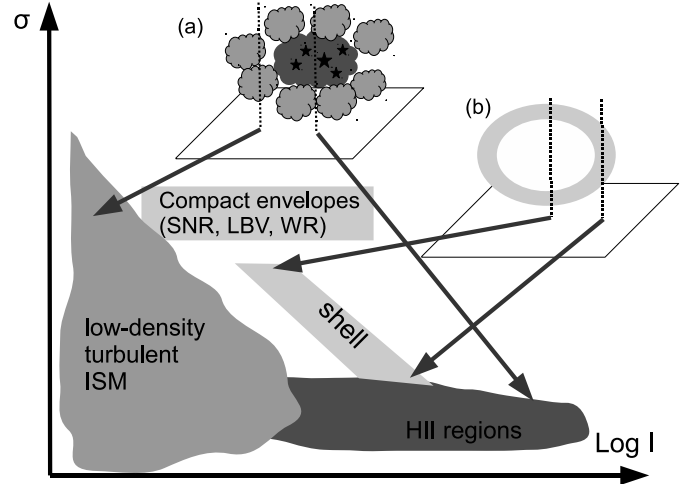 σ
(a)
(b)
Compact envelopes
(SNR, LBV, WR)
low-density
turbulent
ISM
shell
HII regions
Log I